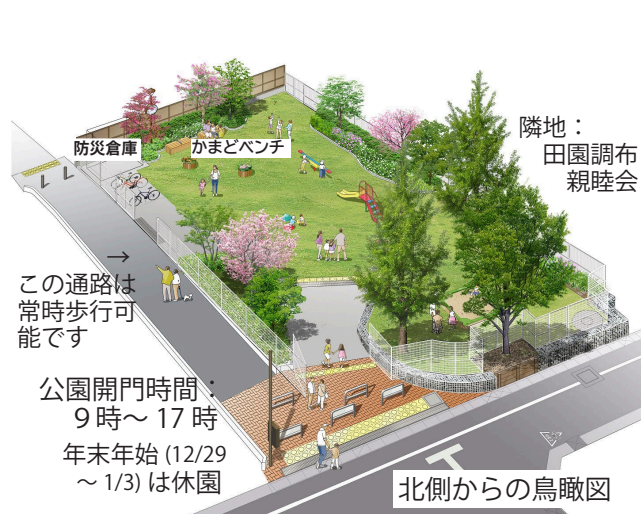 防災倉庫
かまどベンチ
隣地：
田園調布
親睦会
→
この通路は
常時歩行可
能です
公園開門時間：
9時～17時
年末年始(12/29
～1/3)は休園
北側からの鳥瞰図